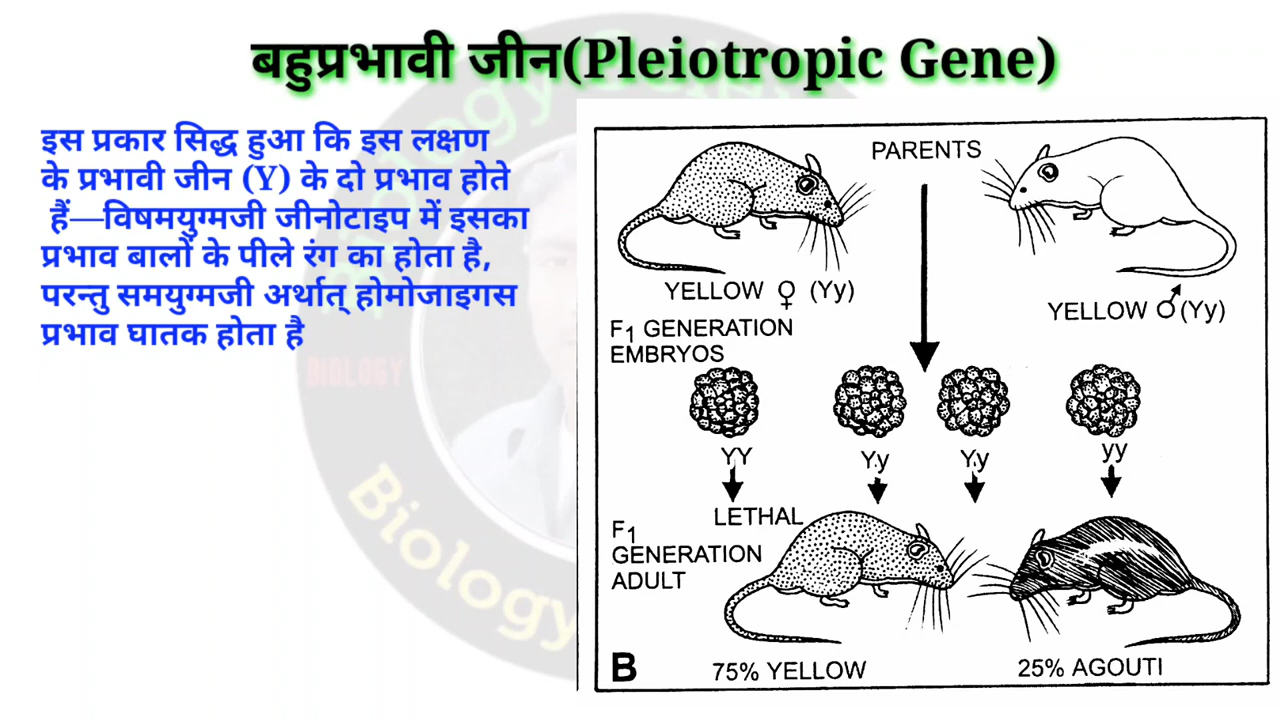 बहुप्रभावी जीन(Pleiotropic Gene)
इस प्रकार सिद्ध हुआ कि इस लक्षण
के प्रभावी जीन (Y) के दो प्रभाव होते
हैं—विषमयुग्मजी जीनोटाइप में इसका
प्रभाव बालों के पीले रंग का होता है,
परन्तु समयुग्मजी अर्थात् होमोजाइगस
प्रभाव घातक होता है
PARENTS
YELLOW ♀ (Yy)
YELLOW ♂ (Yy)
F1 GENERATION
EMBRYOS
YY Yy Yy yy
LETHAL
F1
GENERATION
ADULT
B 75% YELLOW 25% AGOUTI
BIOLOGY
Biology